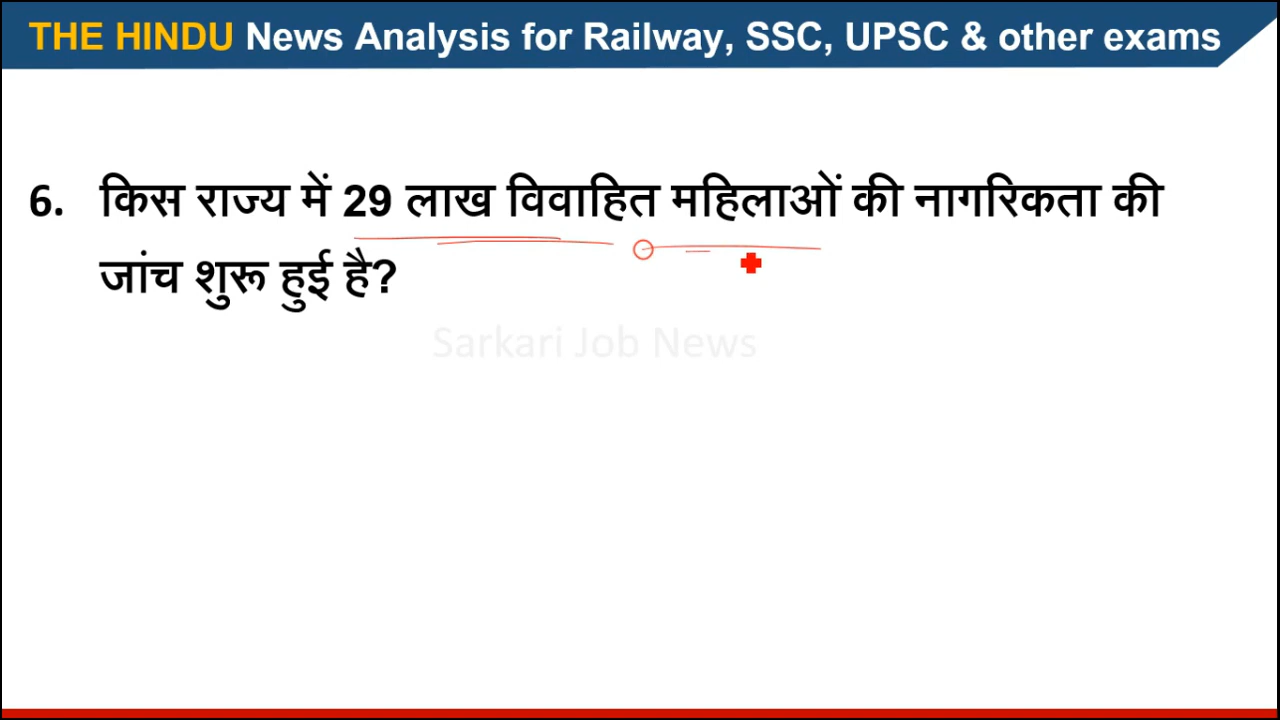 THE HINDU News Analysis for Railway, SSC, UPSC & other exams
6. किस राज्य में 29 लाख विवाहित महिलाओं की नागरिकता की
जांच शुरू हुई है?
Sarkari Job News